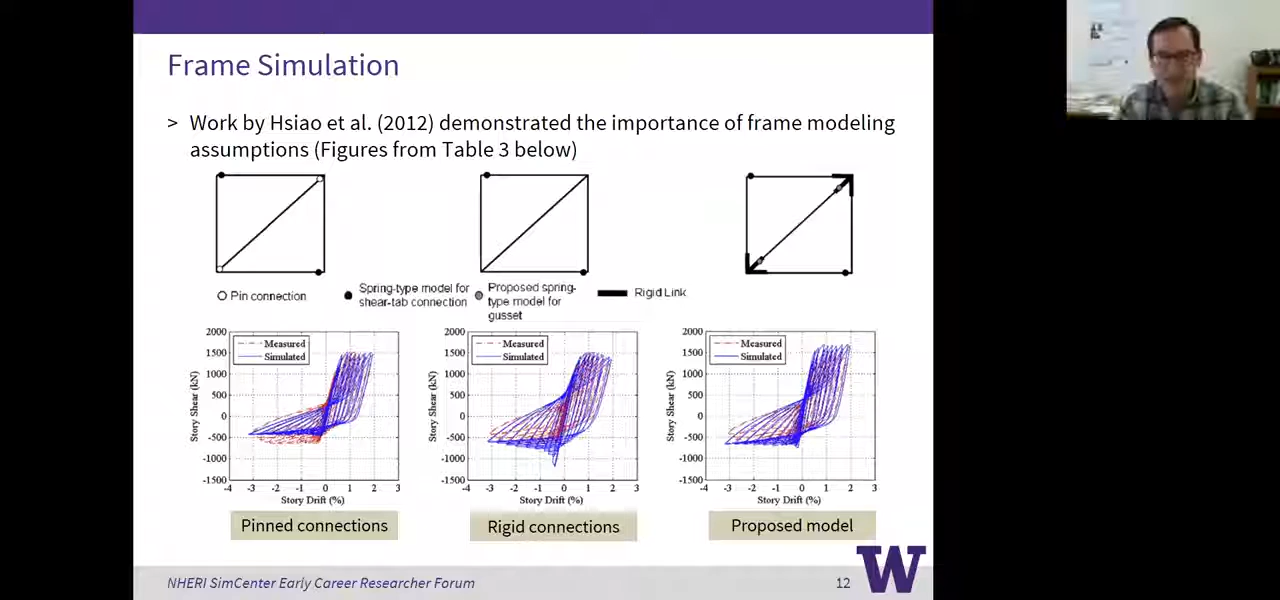 Frame Simulation
> Work by Hsiao et al. (2012) demonstrated the importance of frame modeling
assumptions (Figures from Table 3 below)
Pin connection
Spring-type model for
shear-tab connection
Proposed spring-
type model for
gusset
Rigid Link
2000
1500
1000
500
0
-500
-1000
-1500
Story Shear (kN)
Measured
Simulated
-4 -3 -2 -1 0 1 2 3
Story Drift (%)
2000
1500
1000
500
0
-500
-1000
-1500
Story Shear (kN)
Measured
Simulated
-4 -3 -2 -1 0 1 2 3
Story Drift (%)
2000
1500
1000
500
0
-500
-1000
-1500
Story Shear (kN)
Measured
Simulated
-4 -3 -2 -1 0 1 2 3
Story Drift (%)
Pinned connections
Rigid connections
Proposed model
NHERI SimCenter Early Career Researcher Forum
12
W